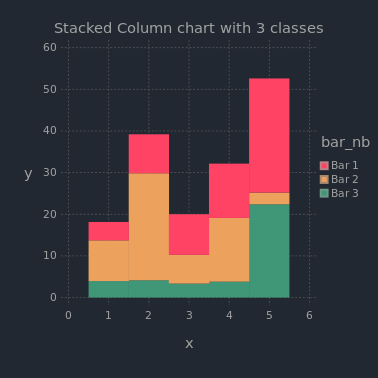 Stacked Column chart with 3 classes
60
50
40
30
20
10
0
y
0 1 2 3 4 5 6
x
bar_nb
Bar 1
Bar 2
Bar 3